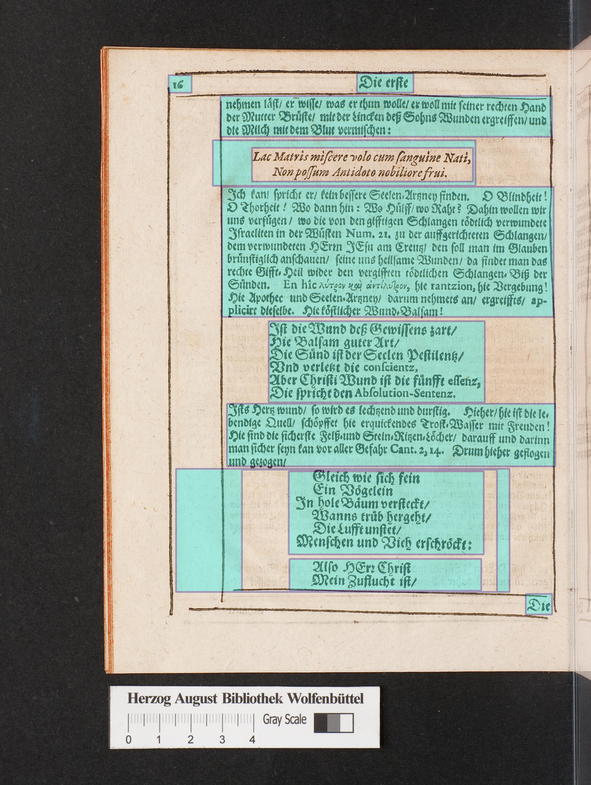 16
Die erste
nehmen läst/ er wisse/ was er thun wolle/ er woll mit seiner rechten Hand
der Mutter Brüste/ mit der Lincken deß Sohns Wunden ergreiffen/ und
die Milch mit dem Blut vermischen:
Lac Matris miscere volo cum sanguine Nati,
Non possum Antidoto nobiliore frui.
Ich kan/ spricht er/ kein bessere Seelen-Artzney finden. O Blindheit!
O Thorheit! Wo dann hin: Wo Hülff/ wo Raht? Dahin wollen wir
uns verfügen/ wo die von den gifftigen Schlangen tödtlich verwundete
Israeliten in der Wüsten Num. 21. zu der auffgerichteten Schlangen/
dem verwundeten HErrn JEsu am Creutz/ den soll man im Glauben
brünstiglich anschauen/ seine uns heilsame Wunden/ da findet man das
rechte Gifft-Heil wider den vergifften tödtlichen Schlangen-Biß der
Sünden. En hîc λύτρον καὶ ἀντίλυτρον, hie rantzion, hie Vergebung!
Hie Apothec und Seelen-Artzney/ darum nehmers an/ ergreiffts/ ap-
plicirt dieselbe. Hie köstlicher Wund-Balsam!
Ist die Wund deß Gewissens zart/
Hie Balsam guter Art/
Die Sünd ist der Seelen Pestilentz/
Und verletzt die conscientz,
Aber Christi Wund ist die fünfft essenz,
Die spricht den Absolution-Sentenz.
Ists Hertz wund/ so wird es lechtzend und durstig. Hieher/ hie ist die le-
bendige Quell/ schöpffet hie erquickendes Trost-Wasser mit Freuden!
Hie sind die sicherste Felß- und Stein-Ritzen-Löcher/ darauff und darinn
man sicher seyn kan vor aller Gefahr Cant. 2, 14. Drum hieher geflogen
und gezogen/
Gleich wie sich fein
Ein Vögelein
In hole Bäum versteckt/
Wanns trüb hergeht/
Die Lufft unstet/
Menschen und Vieh erschröckt:
Also HErr Christ
Mein Zuflucht ist/
Die
Herzog August Bibliothek Wolfenbüttel
Gray Scale
0 1 2 3 4